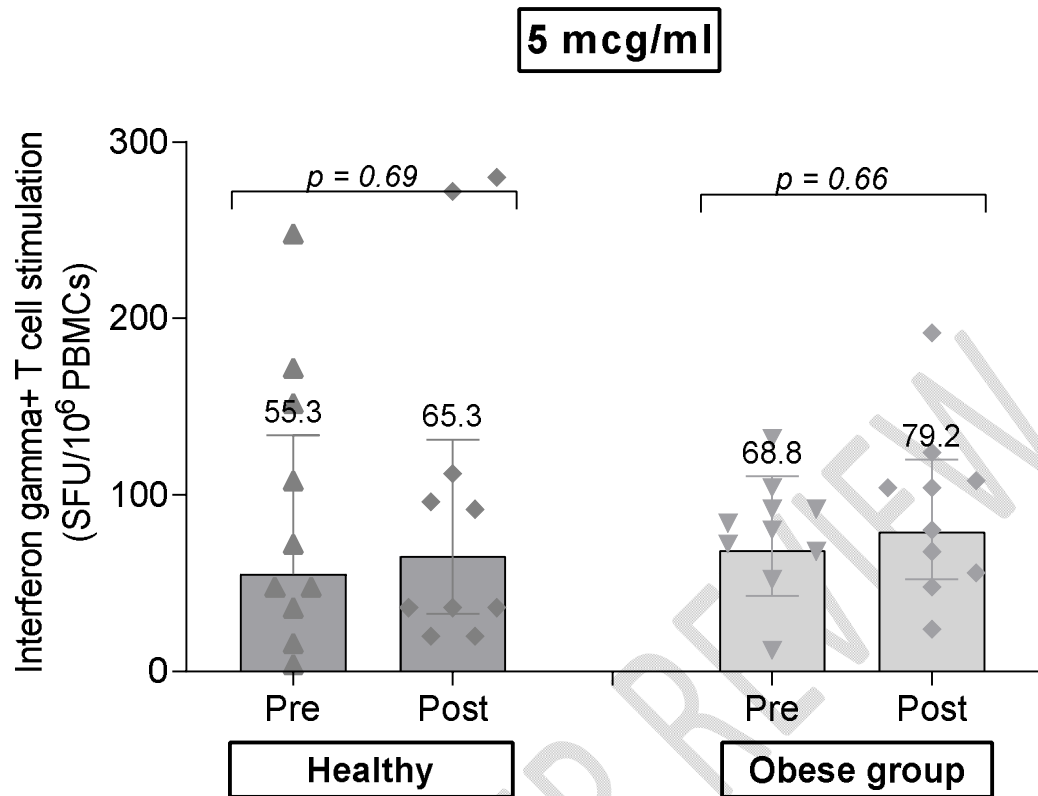 5 mcg/ml
Interferon gamma+ T cell stimulation
(SFU/10⁶ PBMCs)
300
200
100
0
p = 0.69
p = 0.66
55.3
65.3
68.8
79.2
Pre
Post
Pre
Post
Healthy
Obese group
REVIEW